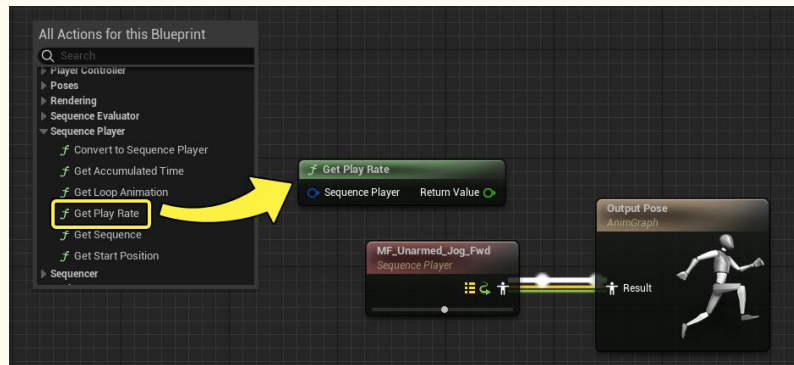 All Actions for this Blueprint
Search
Player Controller
Poses
Rendering
Sequence Evaluator
Sequence Player
f Convert to Sequence Player
f Get Accumulated Time
f Get Loop Animation
f Get Play Rate
f Get Sequence
f Get Start Position
Sequencer
f Get Play Rate
Sequence Player Return Value
MF_Unarmed_Jog_Fwd
Sequence Player
Output Pose
AnimGraph
Result